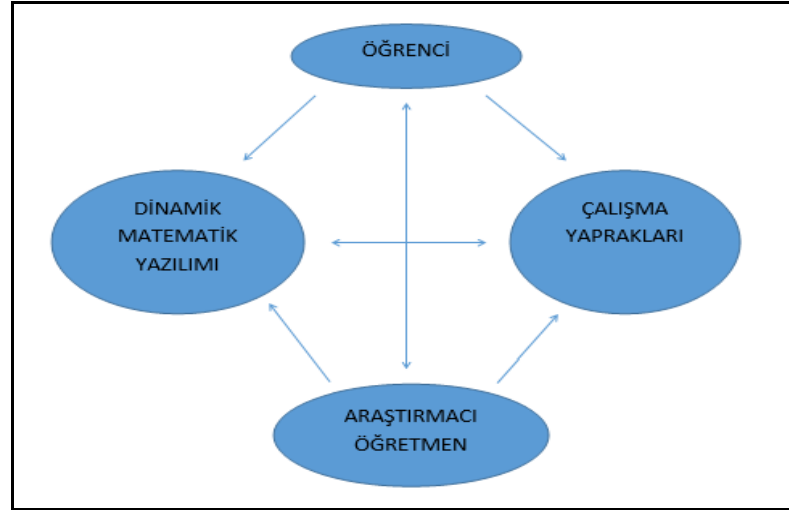 ÖĞRENCİ
DİNAMİK
MATEMATİK
YAZILIMI
ÇALIŞMA
YAPRAKLARI
ARAŞTIRMACI
ÖĞRETMEN